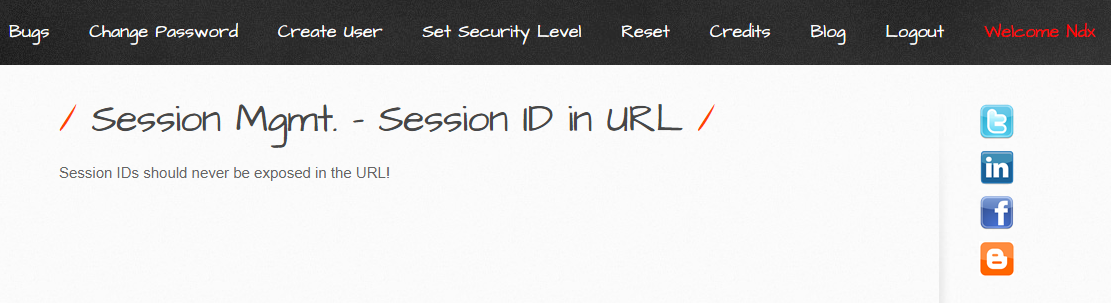 Bugs Change Password Create User Set Security Level Reset Credits Blog Logout Welcome Ndx
/ Session Mgmt. - Session ID in URL /
Session IDs should never be exposed in the URL!
t
in
f
B